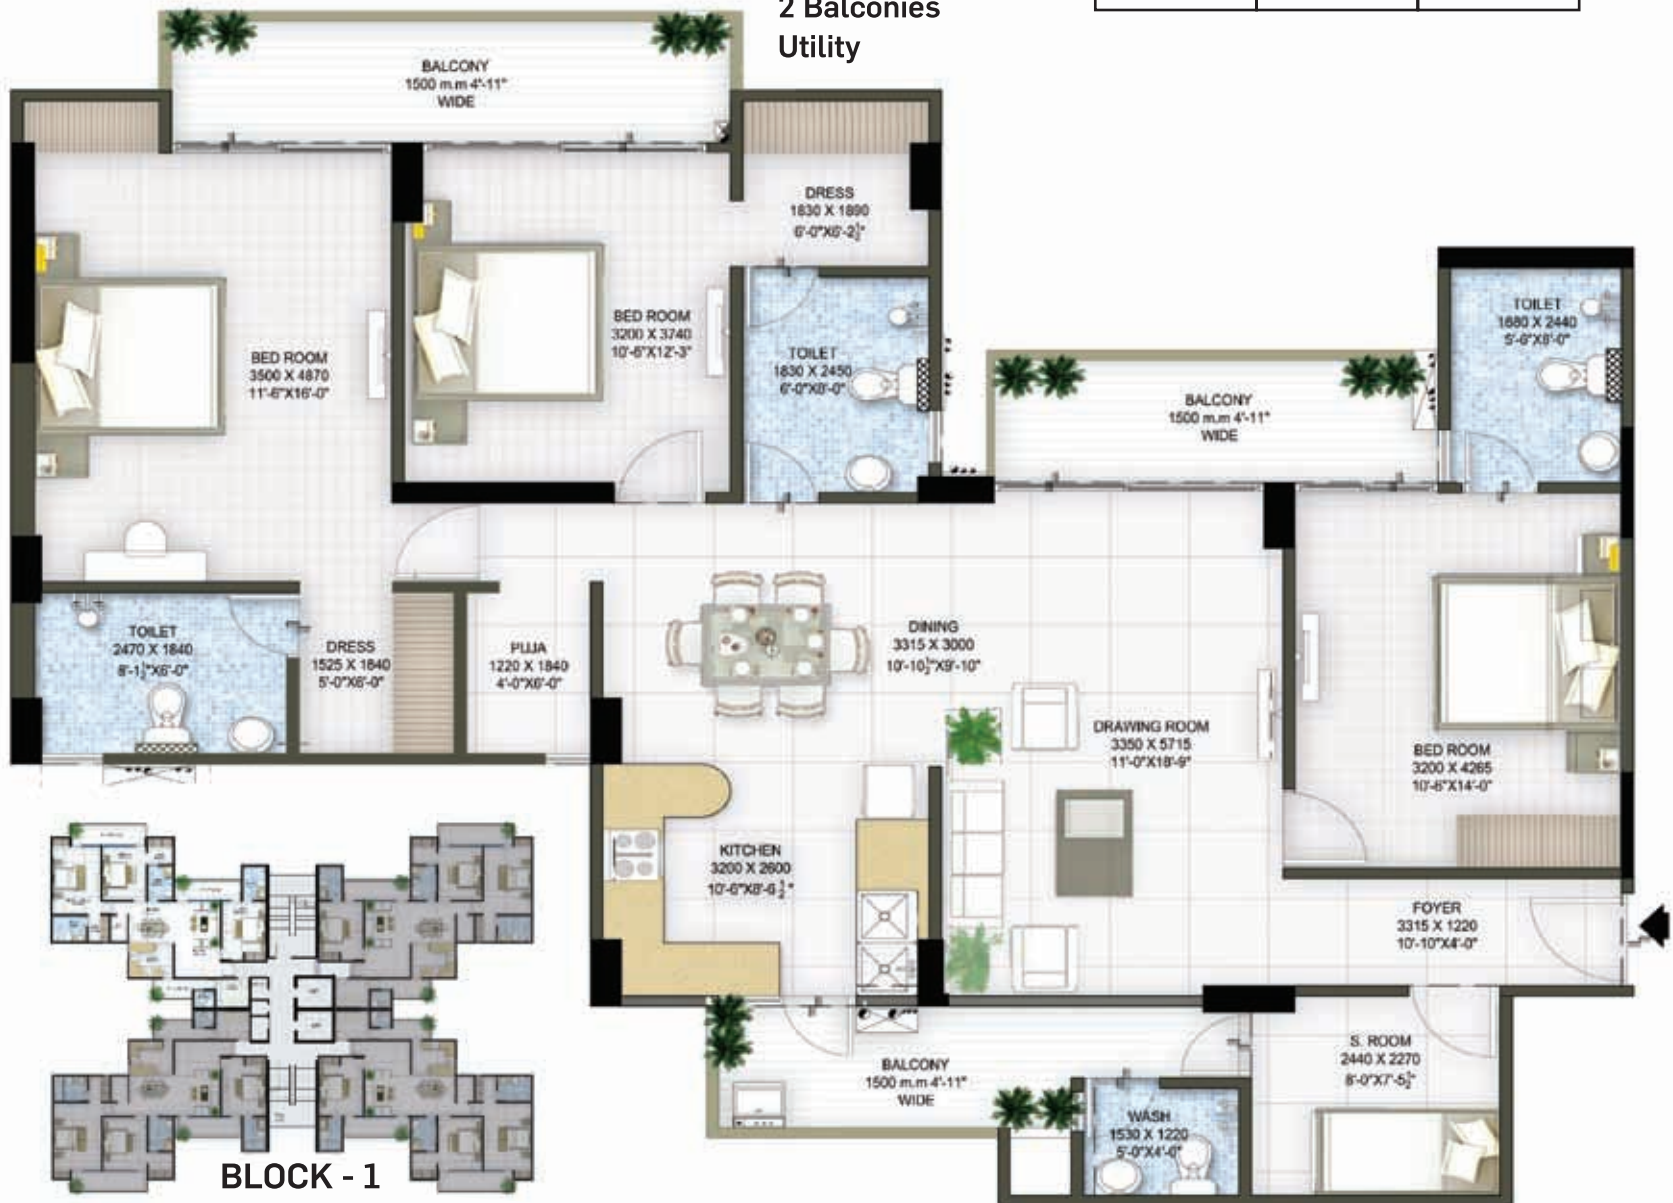 2 Balconies
Utility
BALCONY
1500 m.m 4'-11"
WIDE
DRESS
1830 X 1890
6'-0"X6'-2½"
BED ROOM
3200 X 3740
10'-6"X12'-3"
BED ROOM
3500 X 4870
11'-6"X16'-0"
TOILET
1830 X 2450
6'-0"X8'-0"
TOILET
1680 X 2440
5'-6"X8'-0"
BALCONY
1500 m.m 4'-11"
WIDE
TOILET
2470 X 1840
8'-1½"X6'-0"
DRESS
1525 X 1840
5'-0"X6'-0"
PUJA
1220 X 1840
4'-0"X6'-0"
DINING
3315 X 3000
10'-10½"X9'-10"
DRAWING ROOM
3350 X 5715
11'-0"X18'-9"
BED ROOM
3200 X 4265
10'-6"X14'-0"
KITCHEN
3200 X 2600
10'-6"X8'-6½"
FOYER
3315 X 1220
10'-10"X4'-0"
BALCONY
1500 m.m 4'-11"
WIDE
S. ROOM
2440 X 2270
8'-0"X7'-5½"
WASH
1530 X 1220
5'-0"X4'-0"
BLOCK - 1